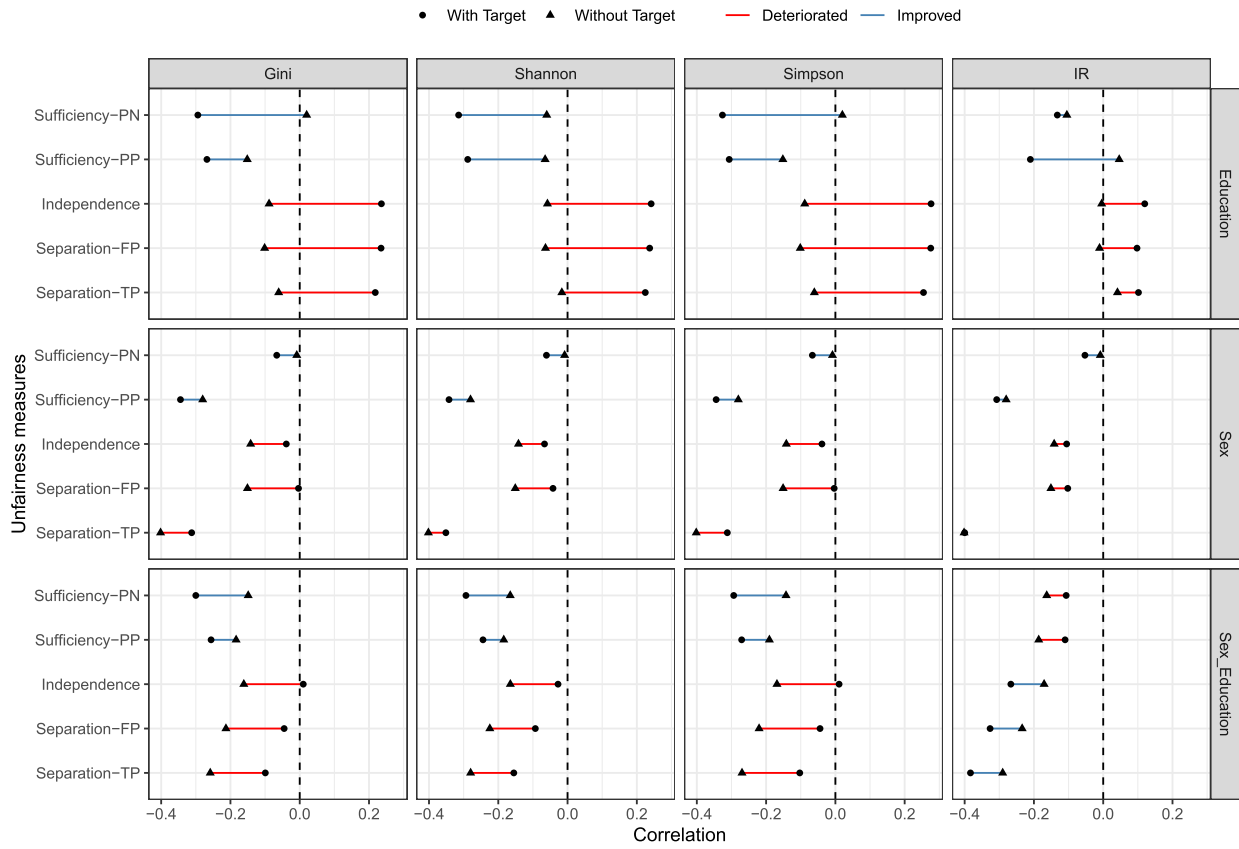 With Target Without Target Deteriorated Improved
Gini Shannon Simpson IR
Sufficiency−PN
Sufficiency−PP
Independence
Separation−FP
Separation−TP
Education
Sufficiency−PN
Sufficiency−PP
Independence
Separation−FP
Separation−TP
Sex
Sufficiency−PN
Sufficiency−PP
Independence
Separation−FP
Separation−TP
Sex_Education
Unfairness measures
−0.4 −0.2 0.0 0.2 −0.4 −0.2 0.0 0.2 −0.4 −0.2 0.0 0.2 −0.4 −0.2 0.0 0.2
Correlation